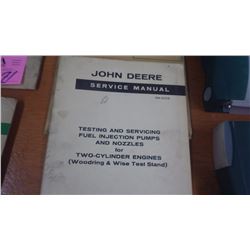 JOHN DEERE
SERVICE MANUAL
TESTING AND SERVICING
FUEL INJECTION PUMPS
AND NOZZLES
for
TWO-CYLINDER ENGINES
(Woodring & Wise Test Stand)